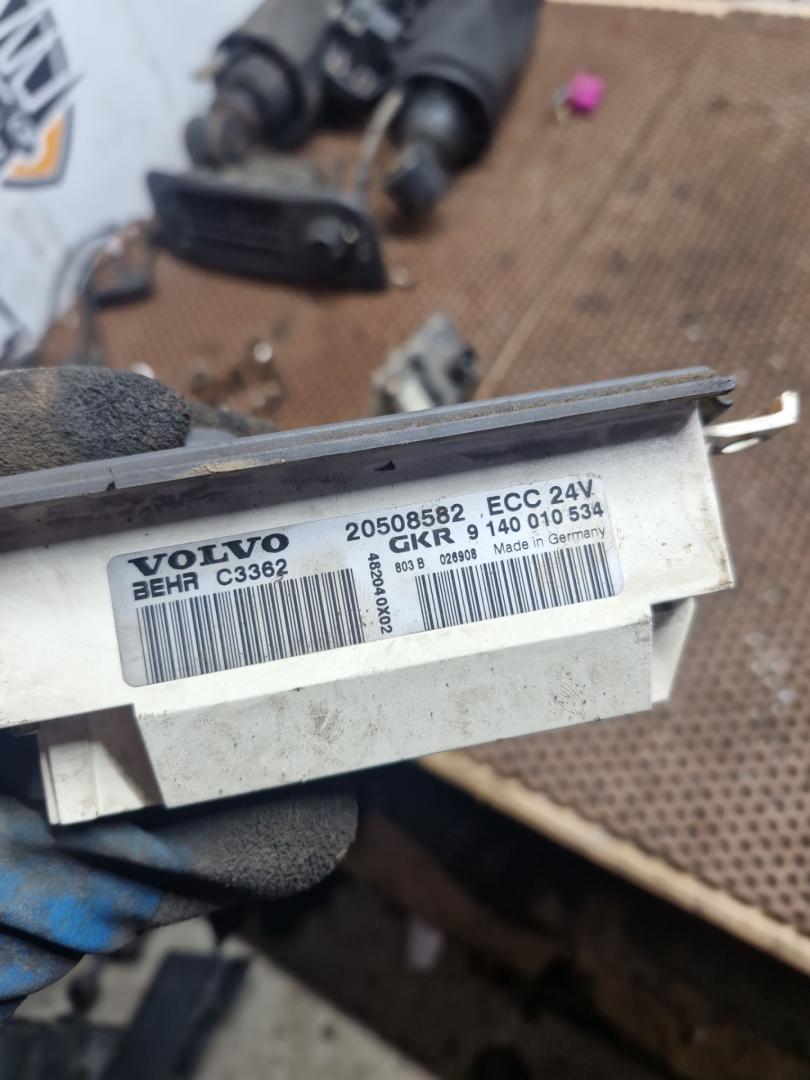 VOLVO 20508582 ECC 24V
BEHR C3362 GKR 9 140 010 534
803 B 026908 Made in Germany
482040X02